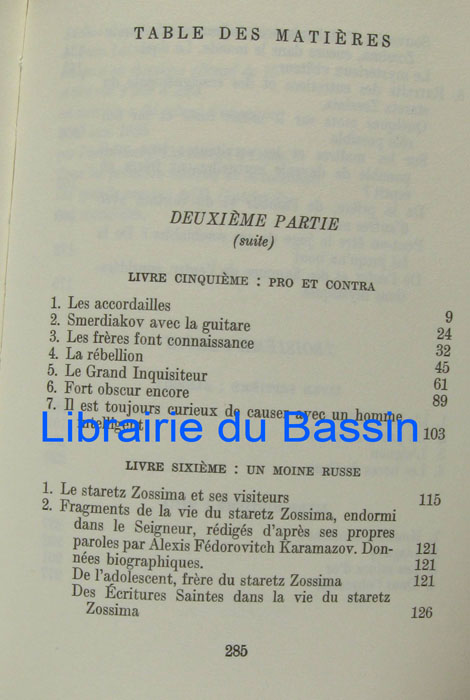 TABLE DES MATIÈRES
DEUXIÈME PARTIE
(suite)
LIVRE CINQUIÈME : PRO ET CONTRA
1. Les accordailles 9
2. Smerdiakov avec la guitare 24
3. Les frères font connaissance 32
4. La rébellion 45
5. Le Grand Inquisiteur 61
6. Fort obscur encore 89
7. Il est toujours curieux de causer avec un homme
intelligent 103
Librairie du Bassin
LIVRE SIXIÈME : UN MOINE RUSSE
1. Le staretz Zossima et ses visiteurs 115
2. Fragments de la vie du staretz Zossima, endormi
dans le Seigneur, rédigés d'après ses propres
paroles par Alexis Fédorovitch Karamazov. Don- 121
nées biographiques. 121
De l'adolescent, frère du staretz Zossima 121
Des Écritures Saintes dans la vie du staretz
Zossima 126
285